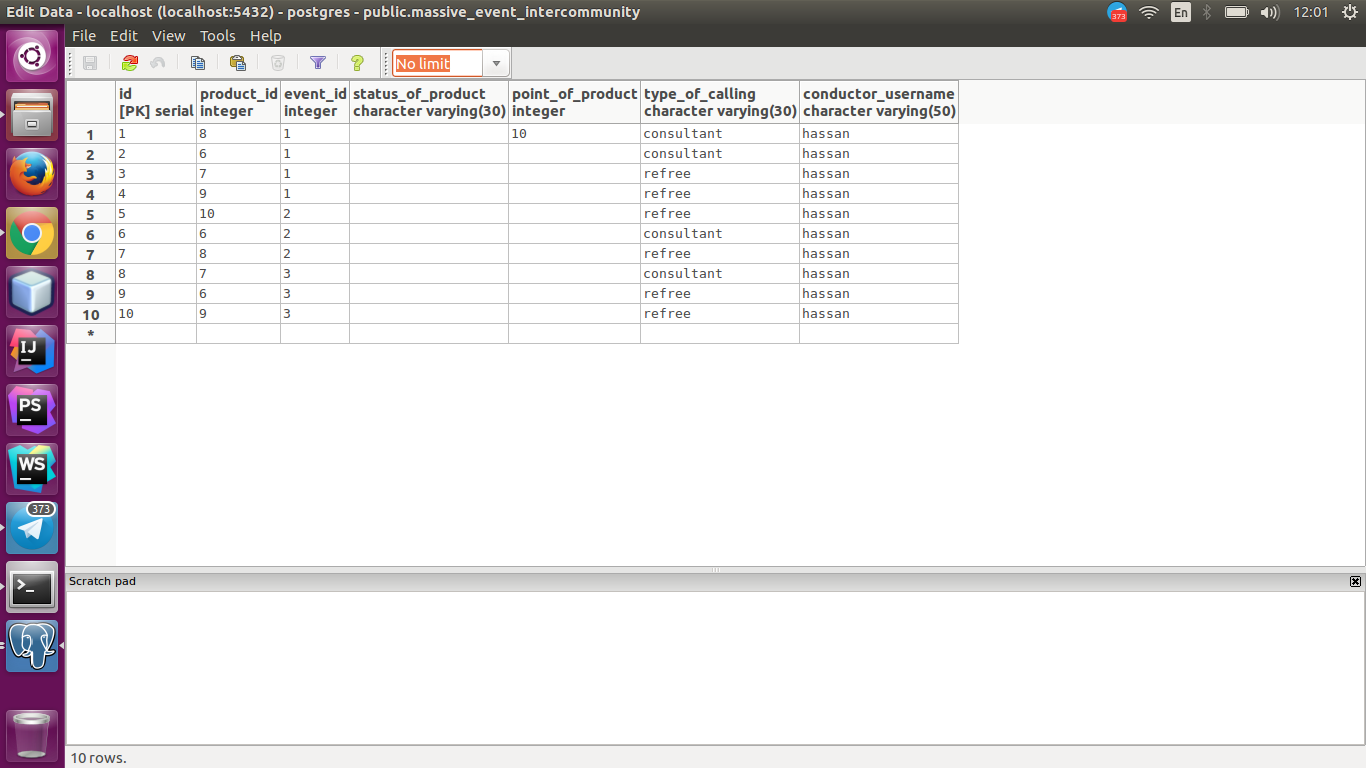 Edit Data - localhost (localhost:5432) - postgres - public.massive_event_intercommunity
373 En 12:01
File Edit View Tools Help
No limit
id product_id event_id status_of_product point_of_product type_of_calling conductor_username
[PK] serial integer integer character varying(30) integer character varying(30) character varying(50)
1 1 8 1 10 consultant hassan
2 2 6 1 consultant hassan
3 3 7 1 refree hassan
4 4 9 1 refree hassan
5 5 10 2 refree hassan
6 6 6 2 consultant hassan
7 7 8 2 refree hassan
8 8 7 3 consultant hassan
9 9 6 3 refree hassan
10 10 9 3 refree hassan
*
IJ
PS
WS
373
>_
Scratch pad
10 rows.